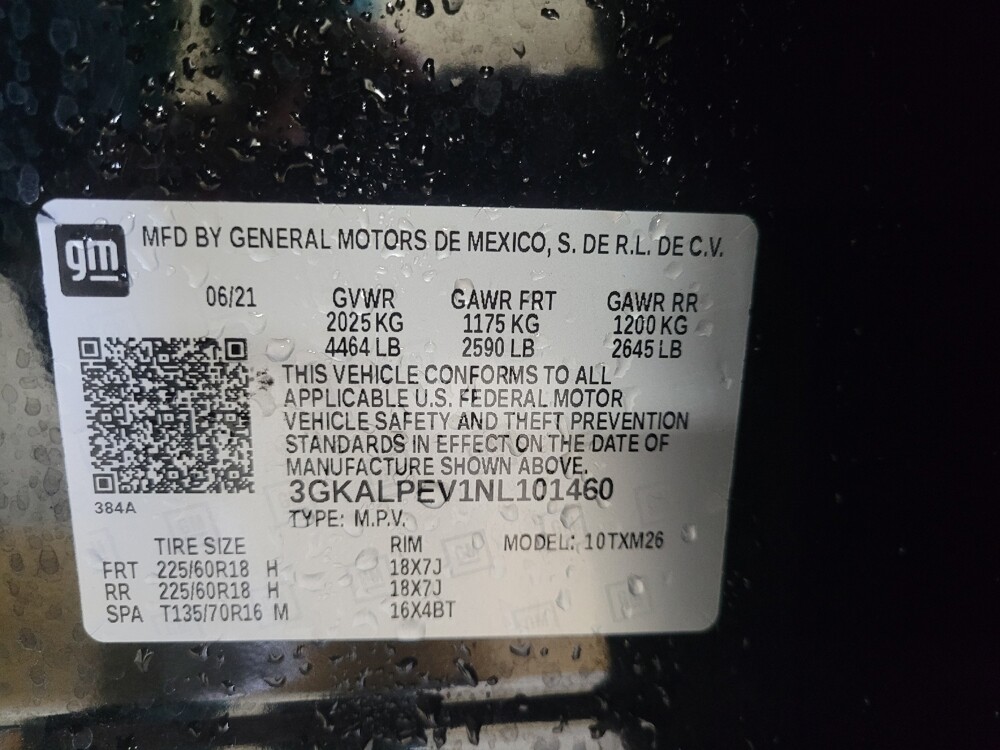 gm
MFD BY GENERAL MOTORS DE MEXICO, S. DE R.L. DE C.V.
06/21 GVWR GAWR FRT GAWR RR
2025 KG 1175 KG 1200 KG
4464 LB 2590 LB 2645 LB
THIS VEHICLE CONFORMS TO ALL
APPLICABLE U.S. FEDERAL MOTOR
VEHICLE SAFETY AND THEFT PREVENTION
STANDARDS IN EFFECT ON THE DATE OF
MANUFACTURE SHOWN ABOVE.
3GKALPEV1NL101460
384A
TYPE: M.P.V.
TIRE SIZE RIM MODEL: 10TXM26
FRT 225/60R18 H 18X7J
RR 225/60R18 H 18X7J
SPA T135/70R16 M 16X4BT